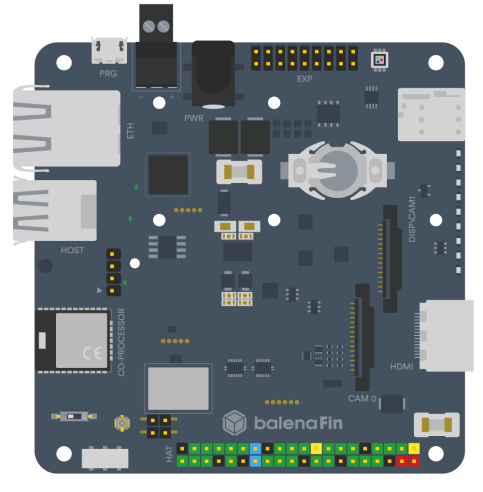 PRG
− +
EXP
PWR
ETH
DISP\CAM1
HOST
CO-PROCESSOR
CE
HDMI
CAM 0
balenaFin
HAT